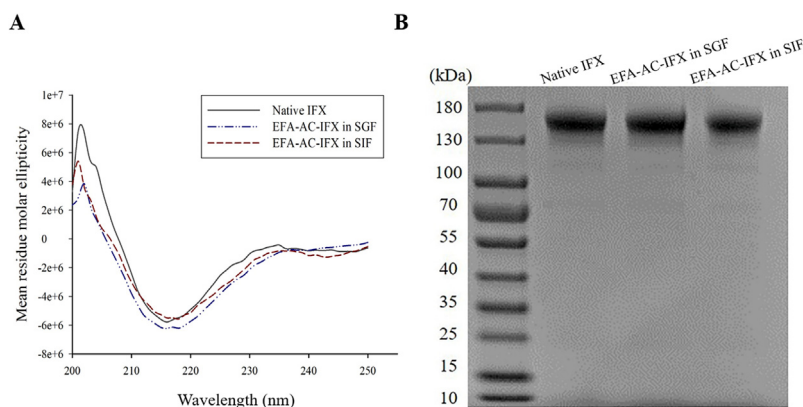 A
Mean residue molar ellipticity
1e+7
8e+6
6e+6
4e+6
2e+6
0
-2e+6
-4e+6
-6e+6
-8e+6
200
210
220
230
240
250
Wavelength (nm)
Native IFX
EFA-AC-IFX in SGF
EFA-AC-IFX in SIF
B
(kDa)
Native IFX
EFA-AC-IFX in SGF
EFA-AC-IFX in SIF
180
130
100
70
55
40
35
25
15
10